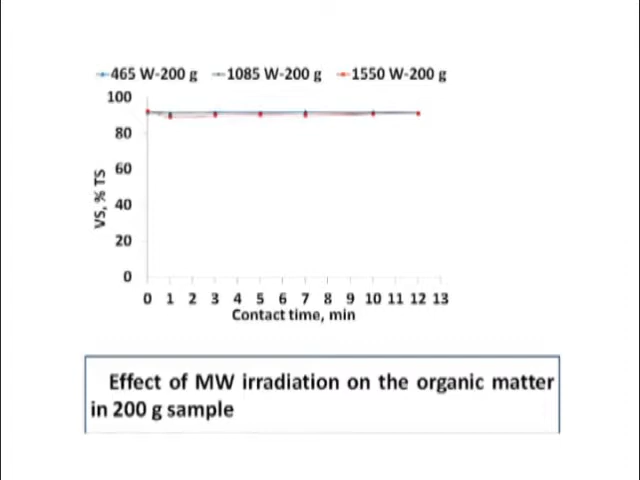 465 W-200 g 1085 W-200 g 1550 W-200 g
100
80
60
40
20
0
VS, % TS
0 1 2 3 4 5 6 7 8 9 10 11 12 13
Contact time, min
Effect of MW irradiation on the organic matter
in 200 g sample